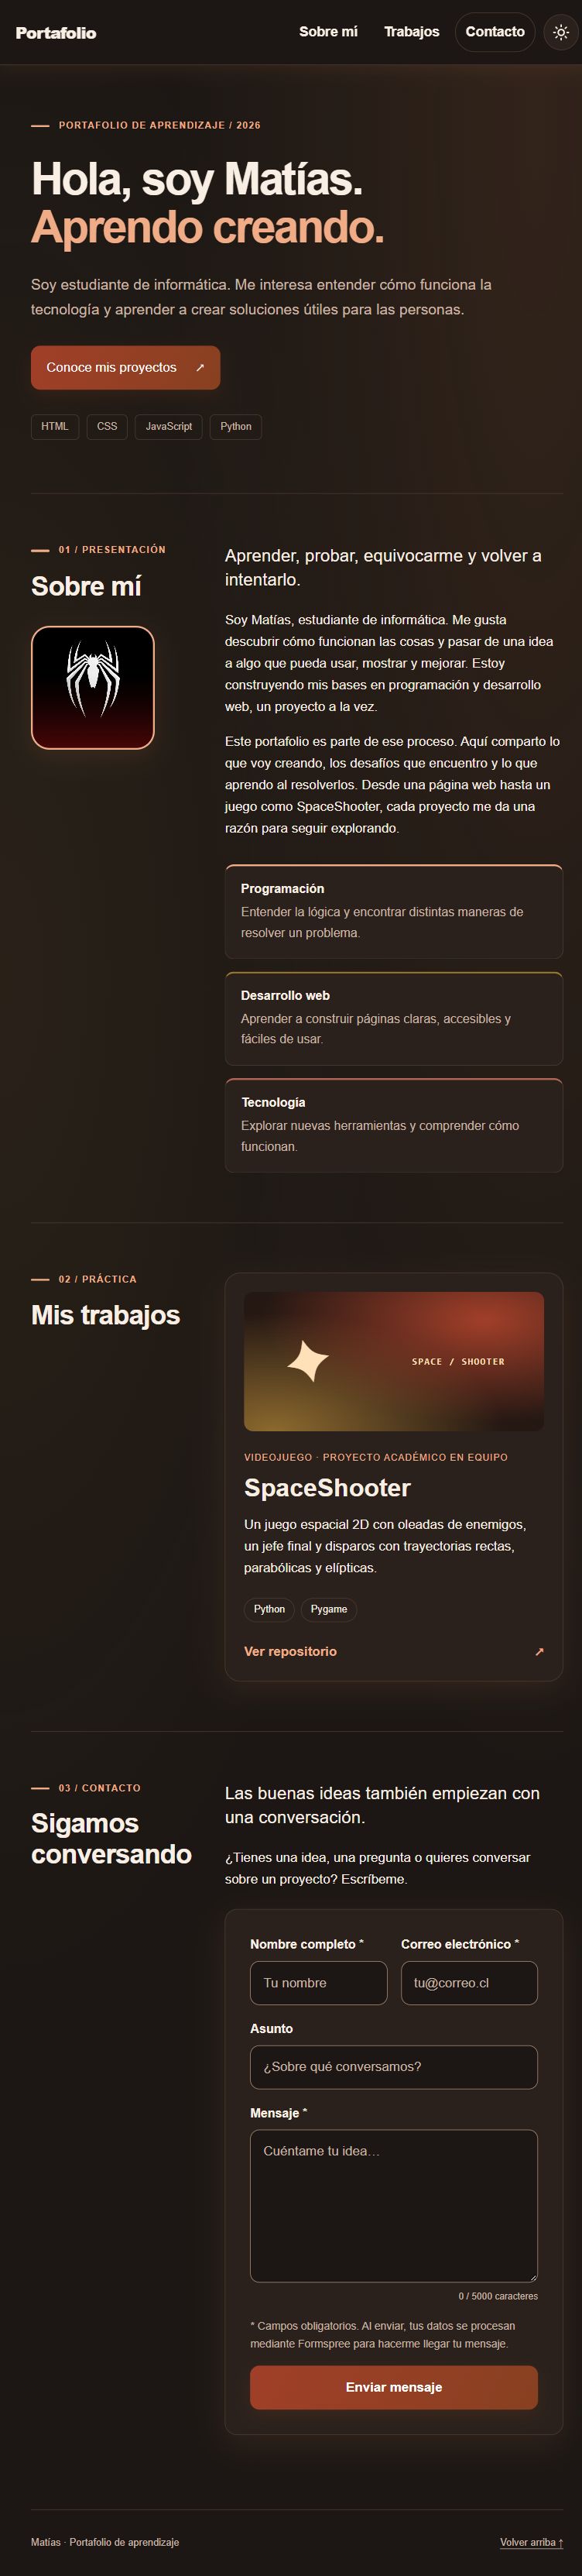 Portafolio
Sobre mí
Trabajos
Contacto
PORTAFOLIO DE APRENDIZAJE / 2026
Hola, soy Matías.
Aprendo creando.
Soy estudiante de informática. Me interesa entender cómo funciona la
tecnología y aprender a crear soluciones útiles para las personas.
Conoce mis proyectos ↗
HTML
CSS
JavaScript
Python
01 / PRESENTACIÓN
Sobre mí
Aprender, probar, equivocarme y volver a
intentarlo.
Soy Matías, estudiante de informática. Me gusta
descubrir cómo funcionan las cosas y pasar de una idea
a algo que pueda usar, mostrar y mejorar. Estoy
construyendo mis bases en programación y desarrollo
web, un proyecto a la vez.
Este portafolio es parte de ese proceso. Aquí comparto lo
que voy creando, los desafíos que encuentro y lo que
aprendo al resolverlos. Desde una página web hasta un
juego como SpaceShooter, cada proyecto me da una
razón para seguir explorando.
Programación
Entender la lógica y encontrar distintas maneras de
resolver un problema.
Desarrollo web
Aprender a construir páginas claras, accesibles y
fáciles de usar.
Tecnología
Explorar nuevas herramientas y comprender cómo
funcionan.
02 / PRÁCTICA
Mis trabajos
SPACE / SHOOTER
VIDEOJUEGO · PROYECTO ACADÉMICO EN EQUIPO
SpaceShooter
Un juego espacial 2D con oleadas de enemigos,
un jefe final y disparos con trayectorias rectas,
parabólicas y elípticas.
Python
Pygame
Ver repositorio ↗
03 / CONTACTO
Sigamos
conversando
Las buenas ideas también empiezan con
una conversación.
¿Tienes una idea, una pregunta o quieres conversar
sobre un proyecto? Escríbeme.
Nombre completo *
Correo electrónico *
Tu nombre
tu@correo.cl
Asunto
¿Sobre qué conversamos?
Mensaje *
Cuéntame tu idea…
0 / 5000 caracteres
* Campos obligatorios. Al enviar, tus datos se procesan
mediante Formspree para hacerme llegar tu mensaje.
Enviar mensaje
Matías · Portafolio de aprendizaje
Volver arriba ↑